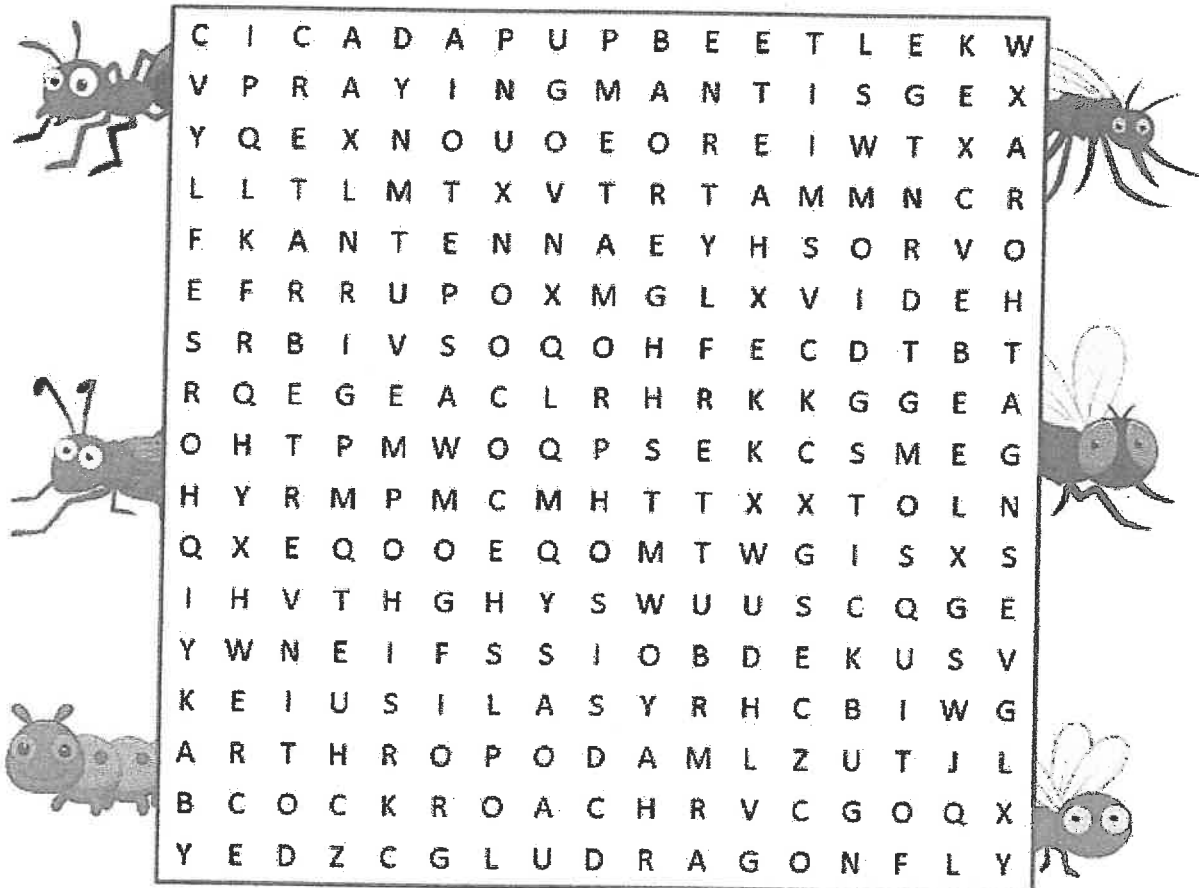 C I C A D A P U P B E E T L E K W
V P R A Y I N G M A N T I S G E X
Y Q E X N O U O E O R E I W T X A
L L T L M T X V T R T A M M N C R
F K A N T E N N A E Y H S O R V O
E F R R U P O X M G L X V I D E H
S R B I V S O Q O H F E C D T B T
R Q E G E A C L R H R K K G G E A
O H T P M W O Q P S E K C S M E G
H Y R M P M C M H T T X X T O L N
Q X E Q O O E Q O M T W G I S X S
I H V T H G H Y S W U U S C Q G E
Y W N E I F S S I O B D E K U S V
K E I U S I L A S Y R H C B I W G
A R T H R O P O D A M L Z U T J L
B C O C K R O A C H R V C G O Q X
Y E D Z C G L U D R A G O N F L Y